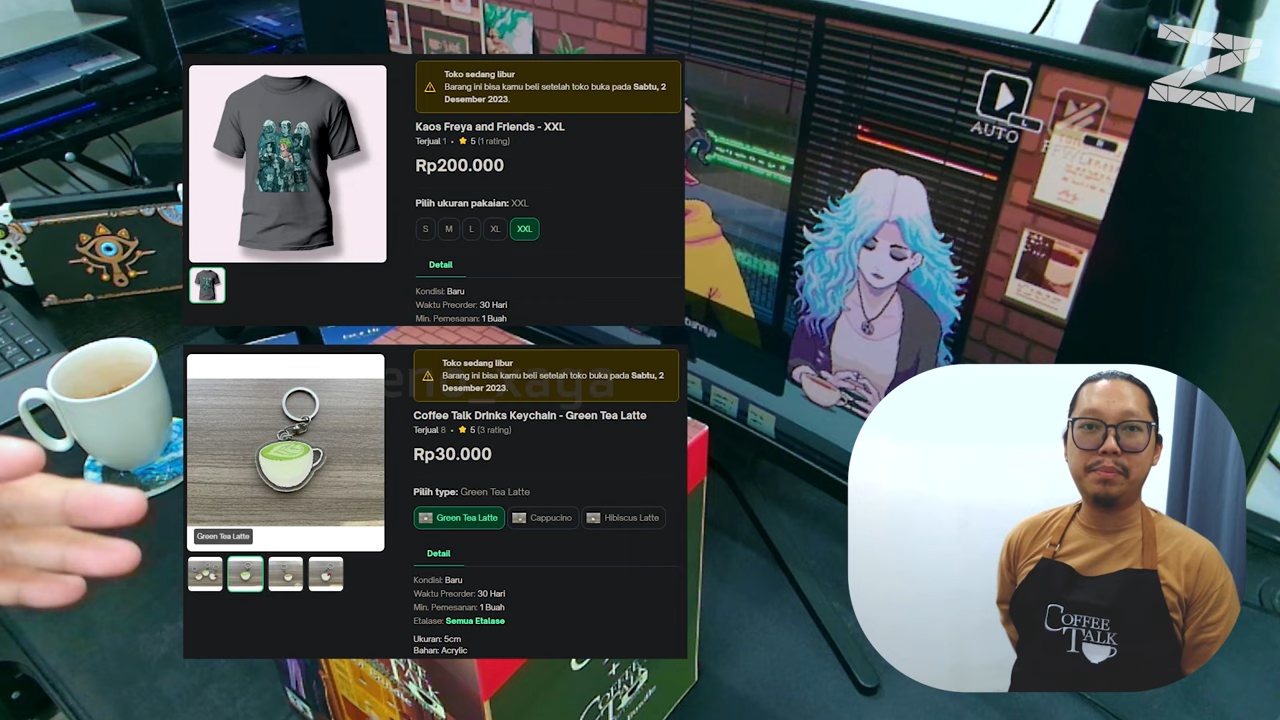 Toko sedang libur
Barang ini bisa kamu beli setelah toko buka pada Sabtu, 2
Desember 2023.
Kaos Freya and Friends - XXL
Terjual 1 • 5 (1 rating)
Rp200.000
Pilih ukuran pakaian: XXL
S M L XL XXL
Detail
Kondisi: Baru
Waktu Preorder: 30 Hari
Min. Pemesanan: 1 Buah
Toko sedang libur
Barang ini bisa kamu beli setelah toko buka pada Sabtu, 2
Desember 2023.
Coffee Talk Drinks Keychain - Green Tea Latte
Terjual 8 • 5 (3 rating)
Rp30.000
Pilih type: Green Tea Latte
Green Tea Latte Cappucino Hibiscus Latte
Green Tea Latte
Detail
Kondisi: Baru
Waktu Preorder: 30 Hari
Min. Pemesanan: 1 Buah
Etalase: Semua Etalase
Ukuran: 5cm
Bahan: Acrylic
AUTO
L
COFFEE
TALK